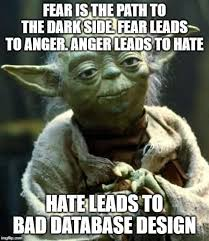 FEAR IS THE PATH TO
THE DARK SIDE. FEAR LEADS
TO ANGER. ANGER LEADS TO HATE
HATE LEADS TO
BAD DATABASE DESIGN
imgflip.com